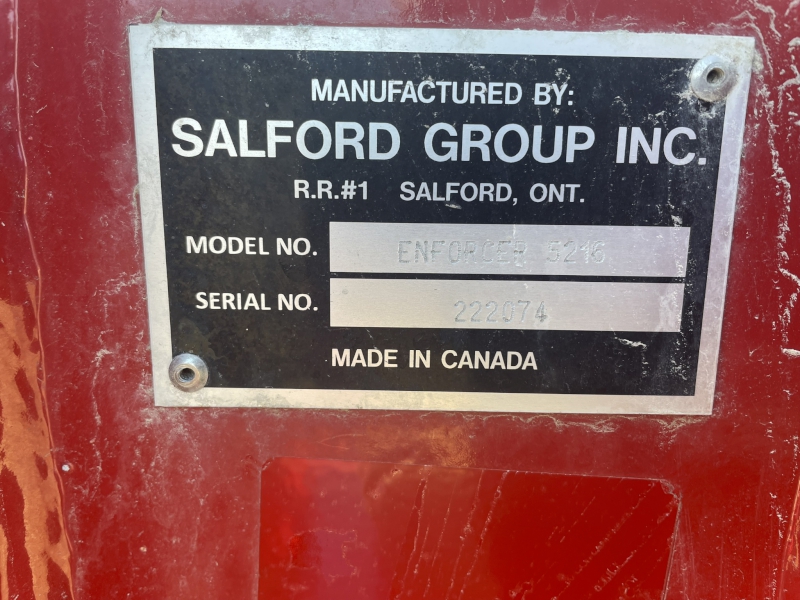 MANUFACTURED BY:
SALFORD GROUP INC.
R.R.#1 SALFORD, ONT.
MODEL NO. ENFORCER 5216
SERIAL NO. 222074
MADE IN CANADA